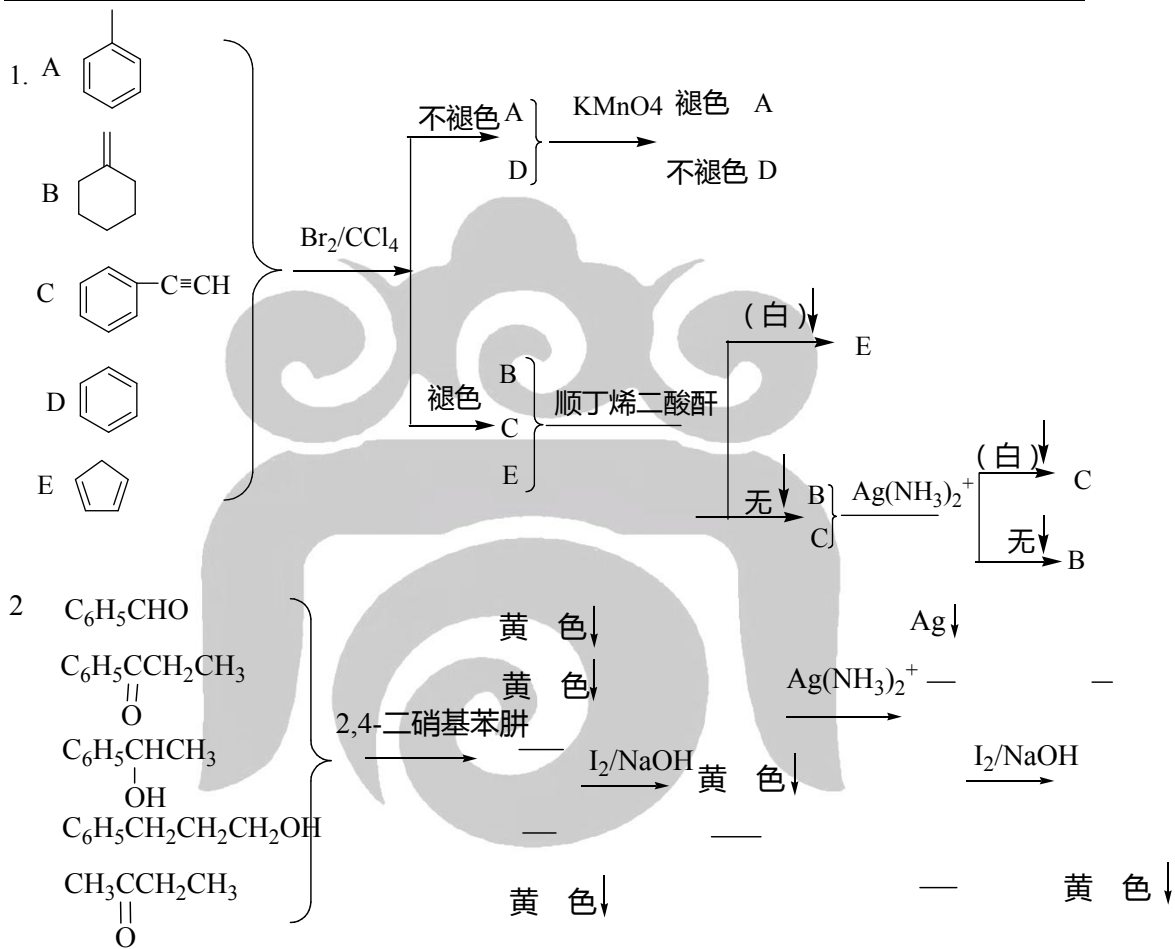 1. A
不褪色 A KMnO4 褪色 A
D 不褪色 D
B
Br₂/CCl₄
C C≡CH
(白)↓ E
D
B
褪色 C 顺丁烯二酸酐
E
E
无↓ B Ag(NH₃)₂⁺ (白)↓ C
C
无↓ B
2 C₆H₅CHO 黄 色↓ Ag↓
C₆H₅CCH₂CH₃ 黄 色↓ Ag(NH₃)₂⁺ — —
O
2,4-二硝基苯肼
C₆H₅CHCH₃ — I₂/NaOH 黄 色↓ I₂/NaOH
OH
C₆H₅CH₂CH₂CH₂OH — —
CH₃CCH₂CH₃ 黄 色↓ — 黄 色↓
O